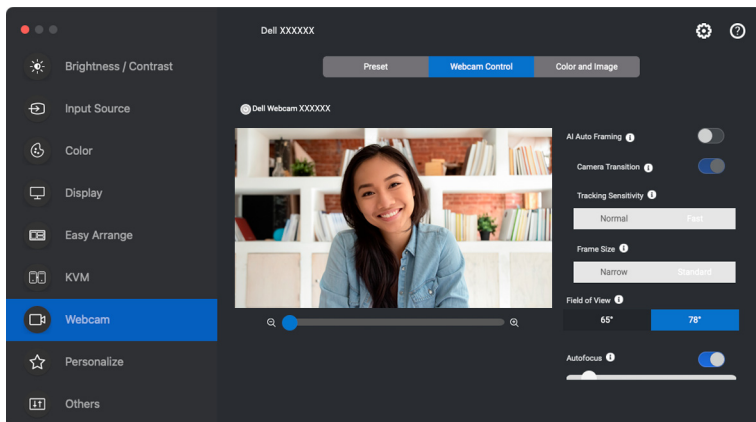 Dell XXXXXX
Brightness / Contrast
Input Source
Color
Display
Easy Arrange
KVM
Webcam
Personalize
Others
Preset
Webcam Control
Color and Image
Dell Webcam XXXXXX
AI Auto Framing
Camera Transition
Tracking Sensitivity
Normal
Fast
Frame Size
Narrow
Standard
Field of View
65°
78°
Autofocus